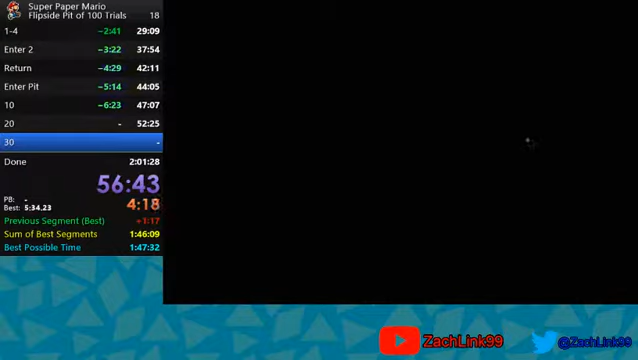 Super Paper Mario
Flipside Pit of 100 Trials 18
1-4 −2:41 29:09
Enter 2 −3:22 37:54
Return −4:29 42:11
Enter Pit −5:14 44:05
10 −6:23 47:07
20 - 52:25
30 -
Done 2:01:28
56:43
PB: -
Best: 5:34.23 4:18
Previous Segment (Best) +1:17
Sum of Best Segments 1:46:09
Best Possible Time 1:47:32
ZachLink99
@ZachLink99